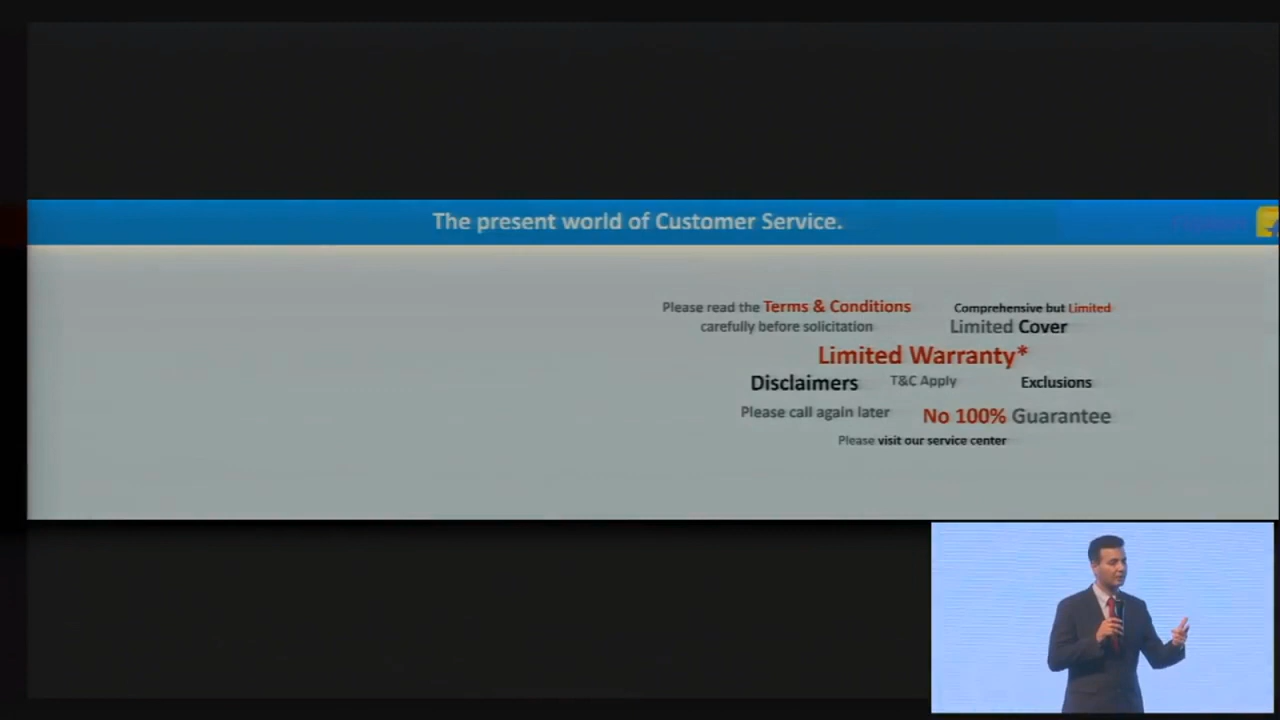 The present world of Customer Service.
Please read the Terms & Conditions
carefully before solicitation
Comprehensive but Limited
Limited Cover
Limited Warranty*
Disclaimers
T&C Apply
Exclusions
Please call again later
No 100% Guarantee
Please visit our service center